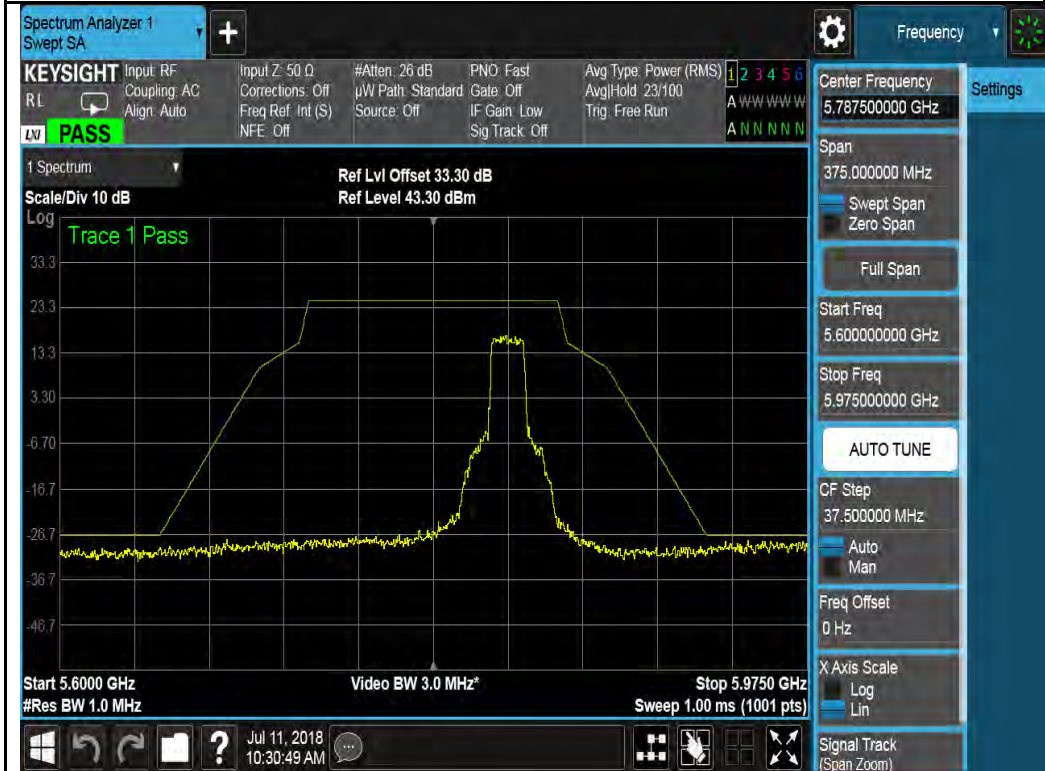 Spectrum Analyzer 1
Swept SA
+
Frequency
KEYSIGHT
RL
LXI PASS
Input: RF
Coupling: AC
Align: Auto
Input Z: 50 Ω
Corrections: Off
Freq Ref: Int (S)
NFE: Off
#Atten: 26 dB
µW Path: Standard
Source: Off
PNO: Fast
Gate: Off
IF Gain: Low
Sig Track: Off
Avg Type: Power (RMS)
Avg|Hold: 23/100
Trig: Free Run
1 2 3 4 5 6
A W W W W W
A N N N N N
1 Spectrum
Scale/Div 10 dB
Ref Lvl Offset 33.30 dB
Ref Level 43.30 dBm
Log
Trace 1 Pass
33.3
23.3
13.3
3.30
-6.70
-16.7
-26.7
-36.7
-46.7
Start 5.6000 GHz
#Res BW 1.0 MHz
Video BW 3.0 MHz*
Stop 5.9750 GHz
Sweep 1.00 ms (1001 pts)
Jul 11, 2018
10:30:49 AM
?
Center Frequency
5.787500000 GHz
Span
375.000000 MHz
Swept Span
Zero Span
Full Span
Start Freq
5.600000000 GHz
Stop Freq
5.975000000 GHz
AUTO TUNE
CF Step
37.500000 MHz
Auto
Man
Freq Offset
0 Hz
X Axis Scale
Log
Lin
Signal Track
(Span Zoom)
Settings